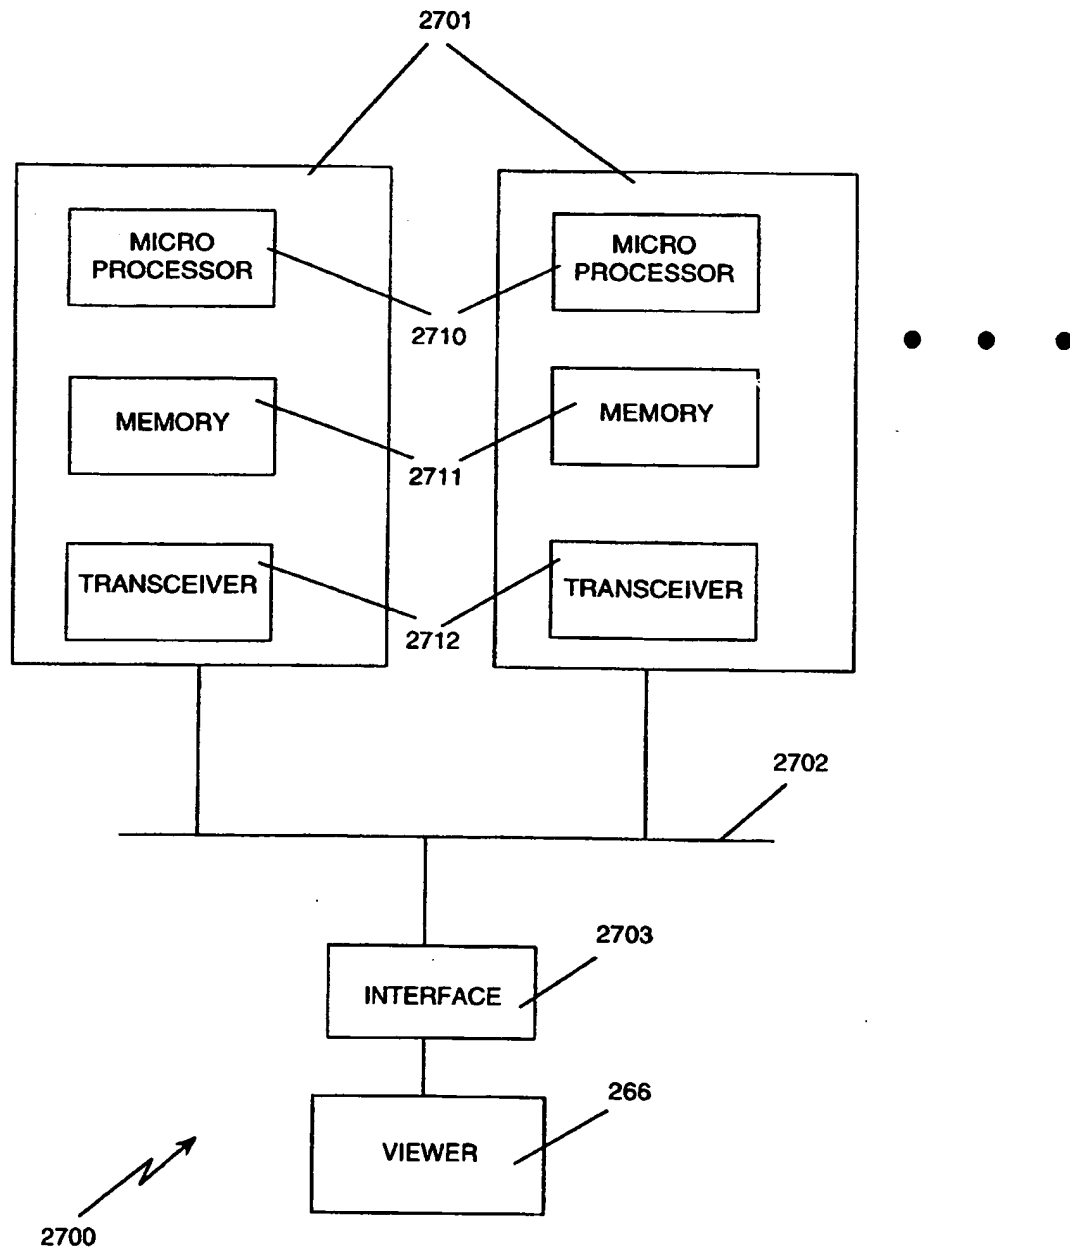 2701
MICRO
PROCESSOR
MICRO
PROCESSOR
2710
MEMORY
MEMORY
2711
TRANSCEIVER
TRANSCEIVER
2712
2702
2703
INTERFACE
266
VIEWER
2700